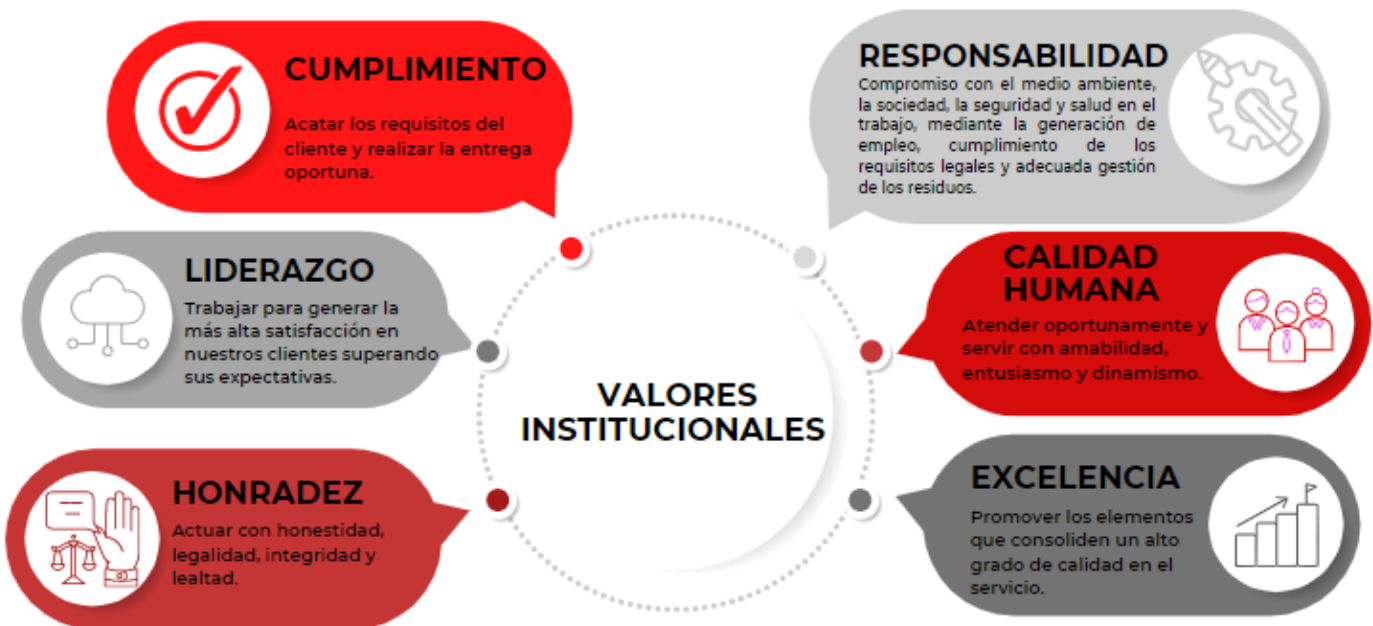 CUMPLIMIENTO
Acatar los requisitos del
cliente y realizar la entrega
oportuna.
RESPONSABILIDAD
Compromiso con el medio ambiente,
la sociedad, la seguridad y salud en el
trabajo, mediante la generación de
empleo, cumplimiento de los
requisitos legales y adecuada gestión
de los residuos.
LIDERAZGO
Trabajar para generar la
más alta satisfacción en
nuestros clientes superando
sus expectativas.
CALIDAD
HUMANA
Atender oportunamente y
servir con amabilidad,
entusiasmo y dinamismo.
VALORES
INSTITUCIONALES
HONRADEZ
Actuar con honestidad,
legalidad, integridad y
lealtad.
EXCELENCIA
Promover los elementos
que consoliden un alto
grado de calidad en el
servicio.